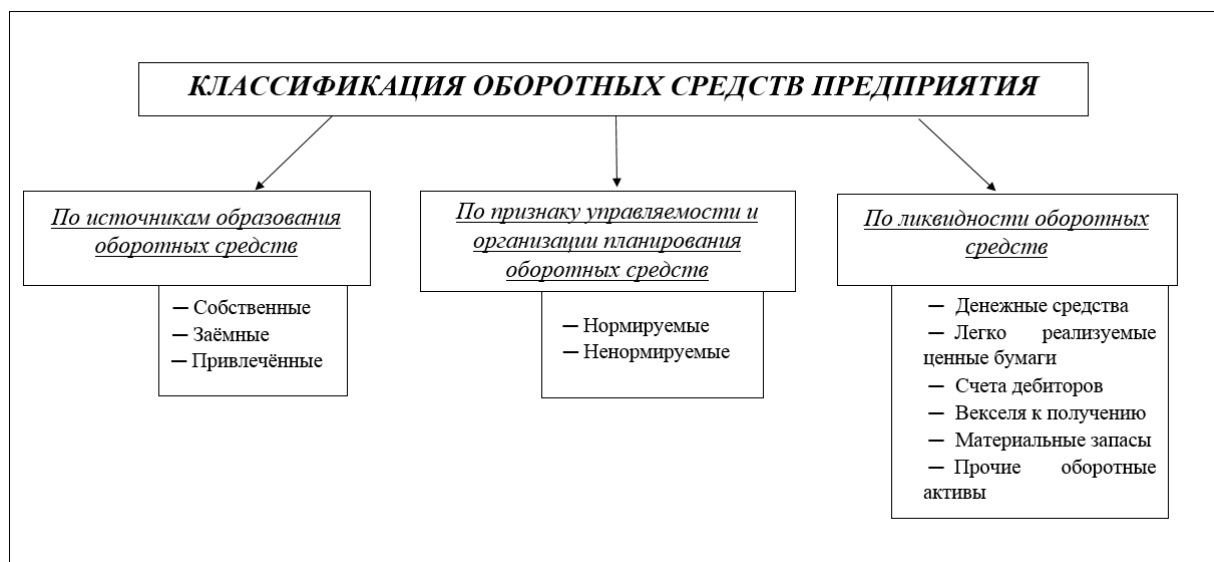 КЛАССИФИКАЦИЯ ОБОРОТНЫХ СРЕДСТВ ПРЕДПРИЯТИЯ
По источникам образования
оборотных средств
— Собственные
— Заёмные
— Привлечённые
По признаку управляемости и
организации планирования
оборотных средств
— Нормируемые
— Ненормируемые
По ликвидности оборотных
средств
— Денежные средства
— Легко реализуемые
ценные бумаги
— Счета дебиторов
— Векселя к получению
— Материальные запасы
— Прочие оборотные
активы